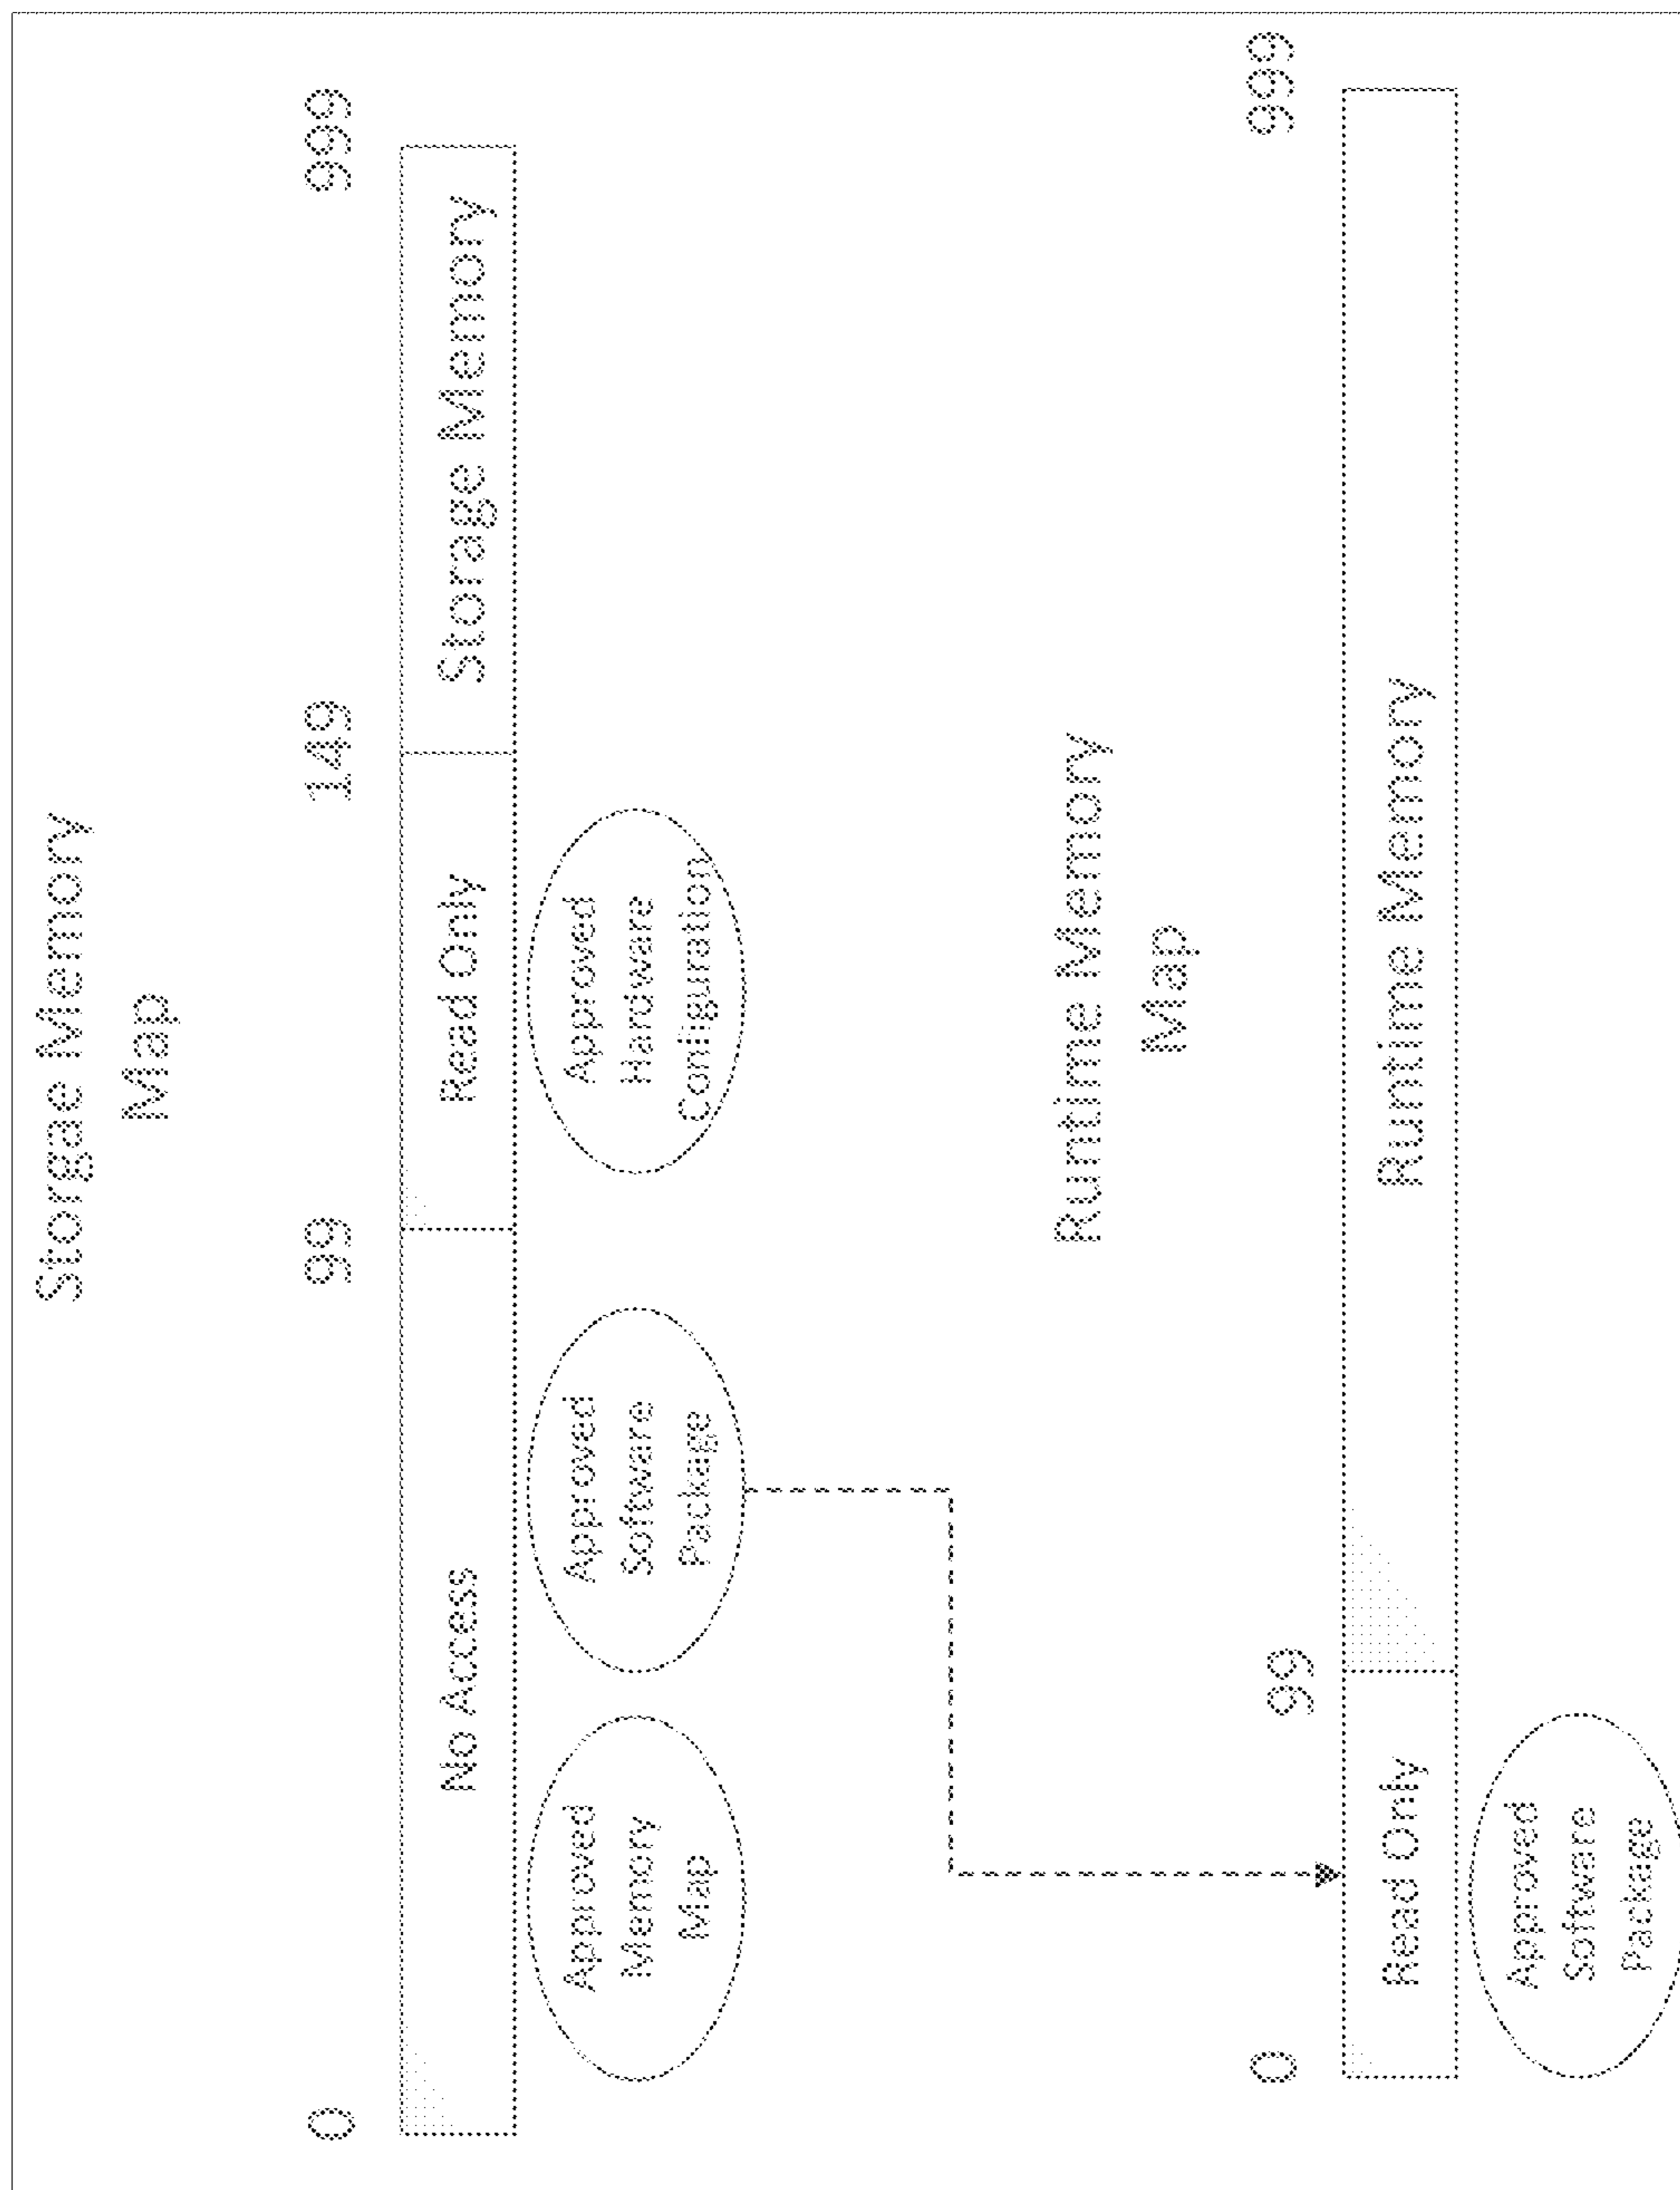 Storgae Memory
Map
0 99 149 999
No Access Read Only Storage Memory
Approved
Memory
Map
Approved
Software
Package
Approved
Hardware
Configuration
Runtime Memory
Map
0 99 999
Read Only Runtime Memory
Approved
Software
Package